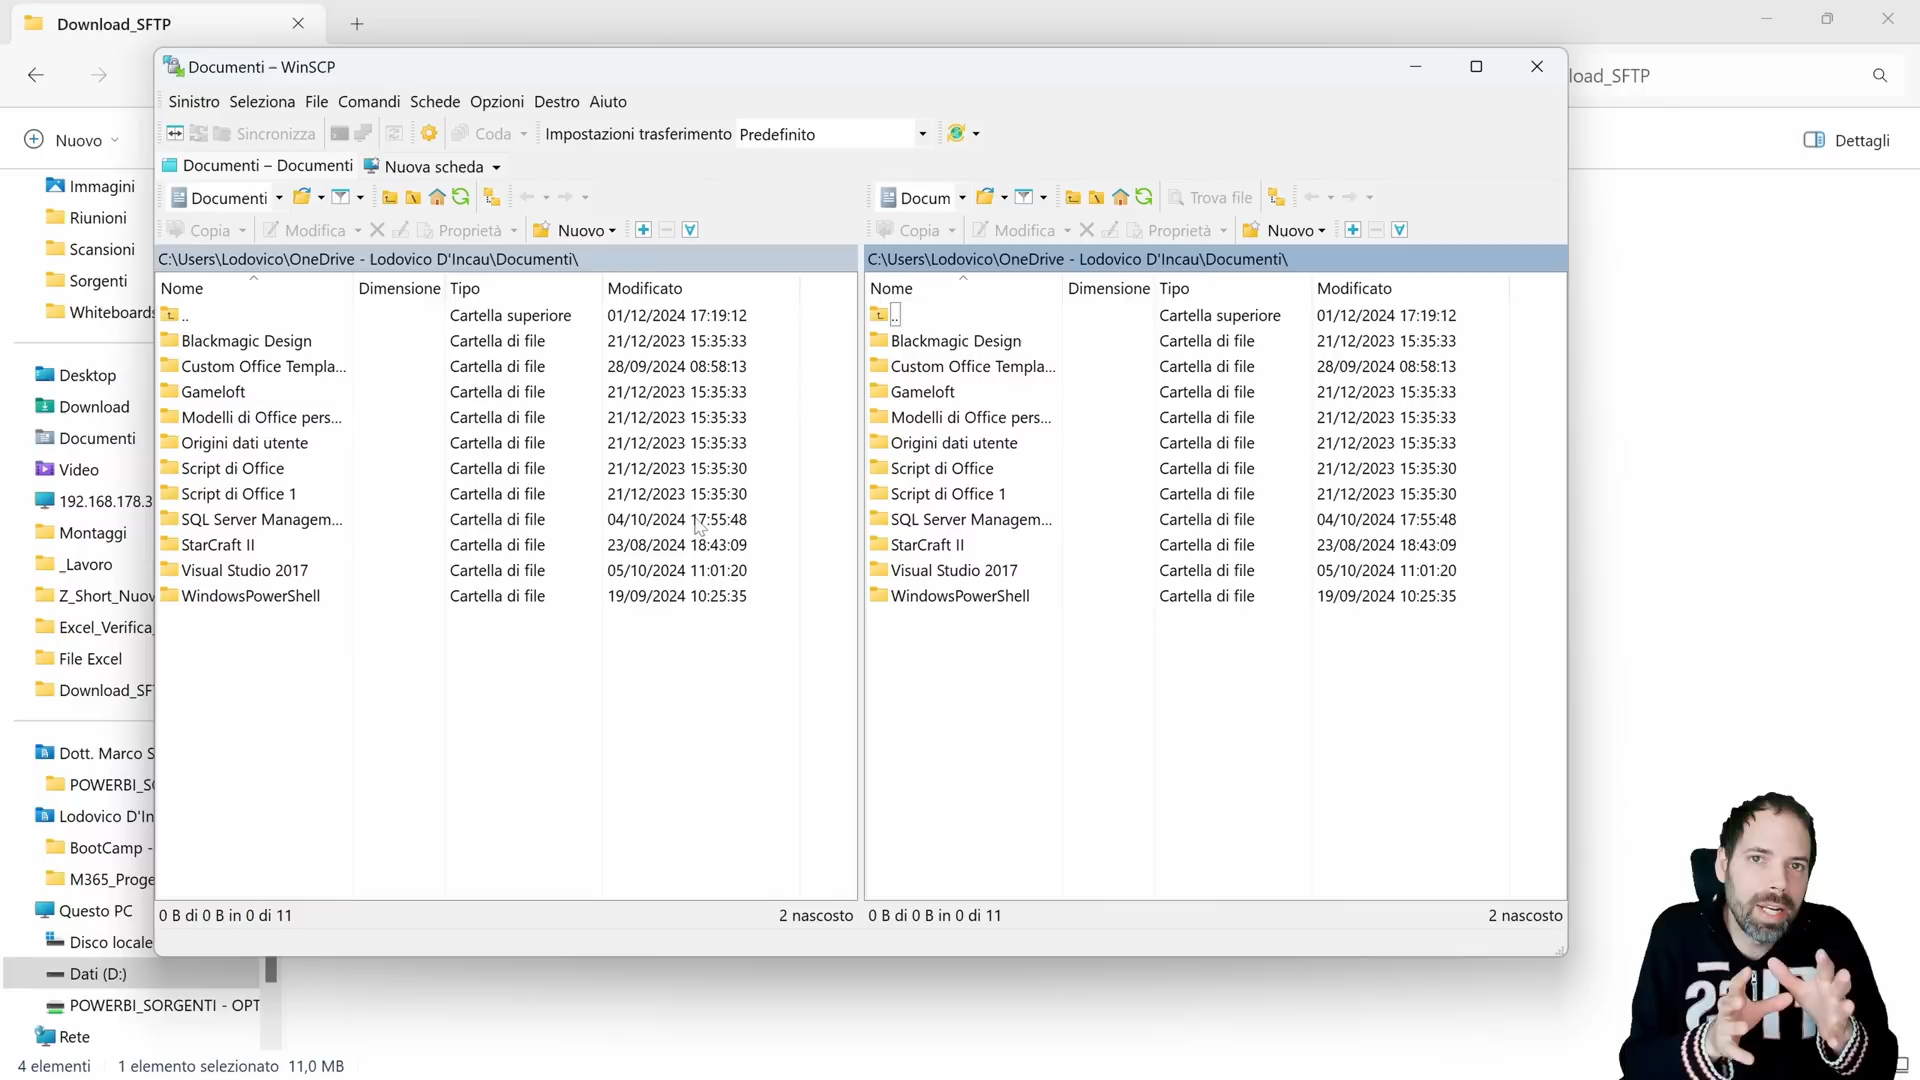 Download_SFTP
load_SFTP
Nuovo
Dettagli
Immagini
Riunioni
Scansioni
Sorgenti
Whiteboards
Desktop
Download
Documenti
Video
192.168.178.3
Montaggi
_Lavoro
Z_Short_Nuov
Excel_Verifica_
File Excel
Download_SFT
Dott. Marco S
POWERBI_SO
Lodovico D'In
BootCamp -
M365_Proge
Questo PC
Disco locale
Dati (D:)
POWERBI_SORGENTI - OPT
Rete
4 elementi 1 elemento selezionato 11,0 MB
Documenti – WinSCP
Sinistro Seleziona File Comandi Schede Opzioni Destro Aiuto
Sincronizza Coda Impostazioni trasferimento Predefinito
Documenti – Documenti Nuova scheda
Documenti
Copia Modifica Proprietà Nuovo
C:\Users\Lodovico\OneDrive - Lodovico D'Incau\Documenti\
Nome Dimensione Tipo Modificato
.. Cartella superiore 01/12/2024 17:19:12
Blackmagic Design Cartella di file 21/12/2023 15:35:33
Custom Office Templa... Cartella di file 28/09/2024 08:58:13
Gameloft Cartella di file 21/12/2023 15:35:33
Modelli di Office pers... Cartella di file 21/12/2023 15:35:33
Origini dati utente Cartella di file 21/12/2023 15:35:33
Script di Office Cartella di file 21/12/2023 15:35:30
Script di Office 1 Cartella di file 21/12/2023 15:35:30
SQL Server Managem... Cartella di file 04/10/2024 17:55:48
StarCraft II Cartella di file 23/08/2024 18:43:09
Visual Studio 2017 Cartella di file 05/10/2024 11:01:20
WindowsPowerShell Cartella di file 19/09/2024 10:25:35
0 B di 0 B in 0 di 11 2 nascosto
Docum Trova file
Copia Modifica Proprietà Nuovo
C:\Users\Lodovico\OneDrive - Lodovico D'Incau\Documenti\
Nome Dimensione Tipo Modificato
.. Cartella superiore 01/12/2024 17:19:12
Blackmagic Design Cartella di file 21/12/2023 15:35:33
Custom Office Templa... Cartella di file 28/09/2024 08:58:13
Gameloft Cartella di file 21/12/2023 15:35:33
Modelli di Office pers... Cartella di file 21/12/2023 15:35:33
Origini dati utente Cartella di file 21/12/2023 15:35:33
Script di Office Cartella di file 21/12/2023 15:35:30
Script di Office 1 Cartella di file 21/12/2023 15:35:30
SQL Server Managem... Cartella di file 04/10/2024 17:55:48
StarCraft II Cartella di file 23/08/2024 18:43:09
Visual Studio 2017 Cartella di file 05/10/2024 11:01:20
WindowsPowerShell Cartella di file 19/09/2024 10:25:35
0 B di 0 B in 0 di 11 2 nascosto